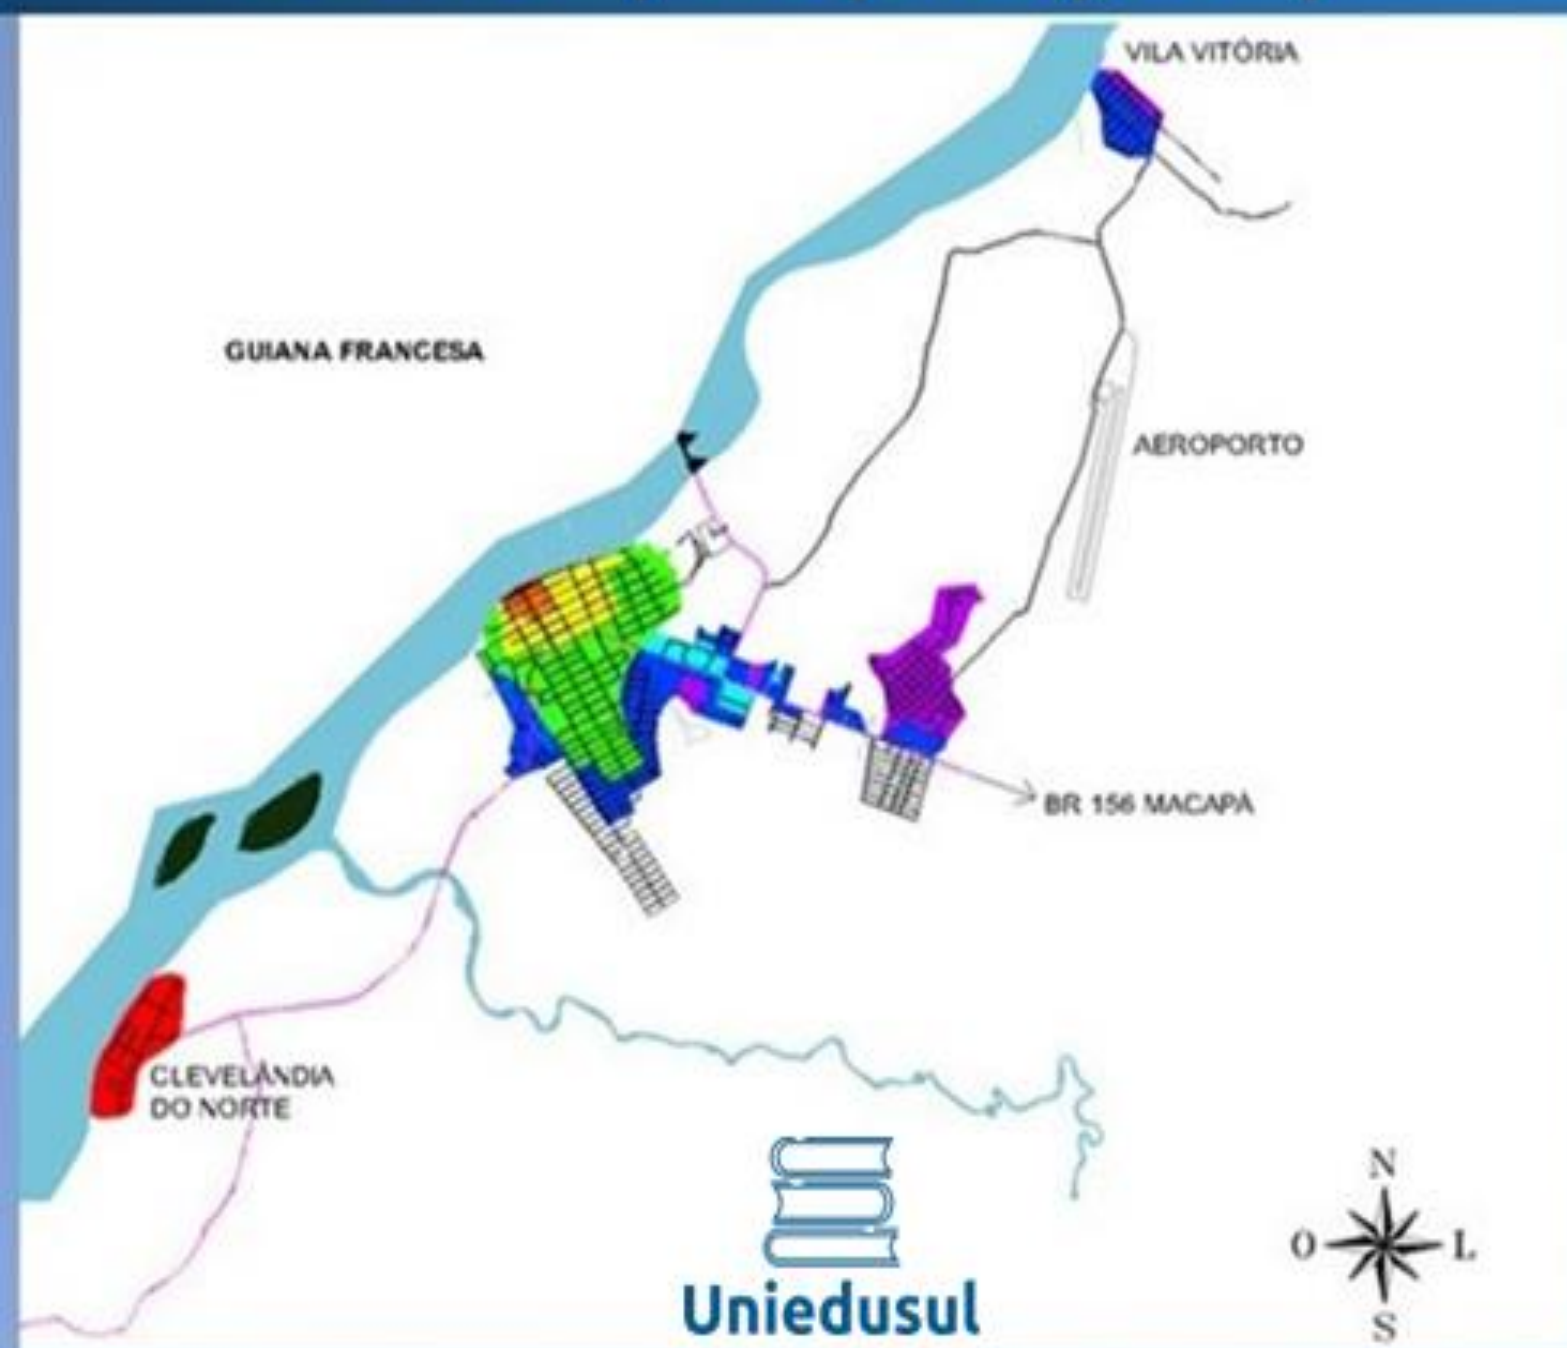 VILA VITÓRIA
GUIANA FRANCESA
AEROPORTO
BR 156 MACAPÁ
CLEVELÂNDIA
DO NORTE
N
O L
S
Uniedusul